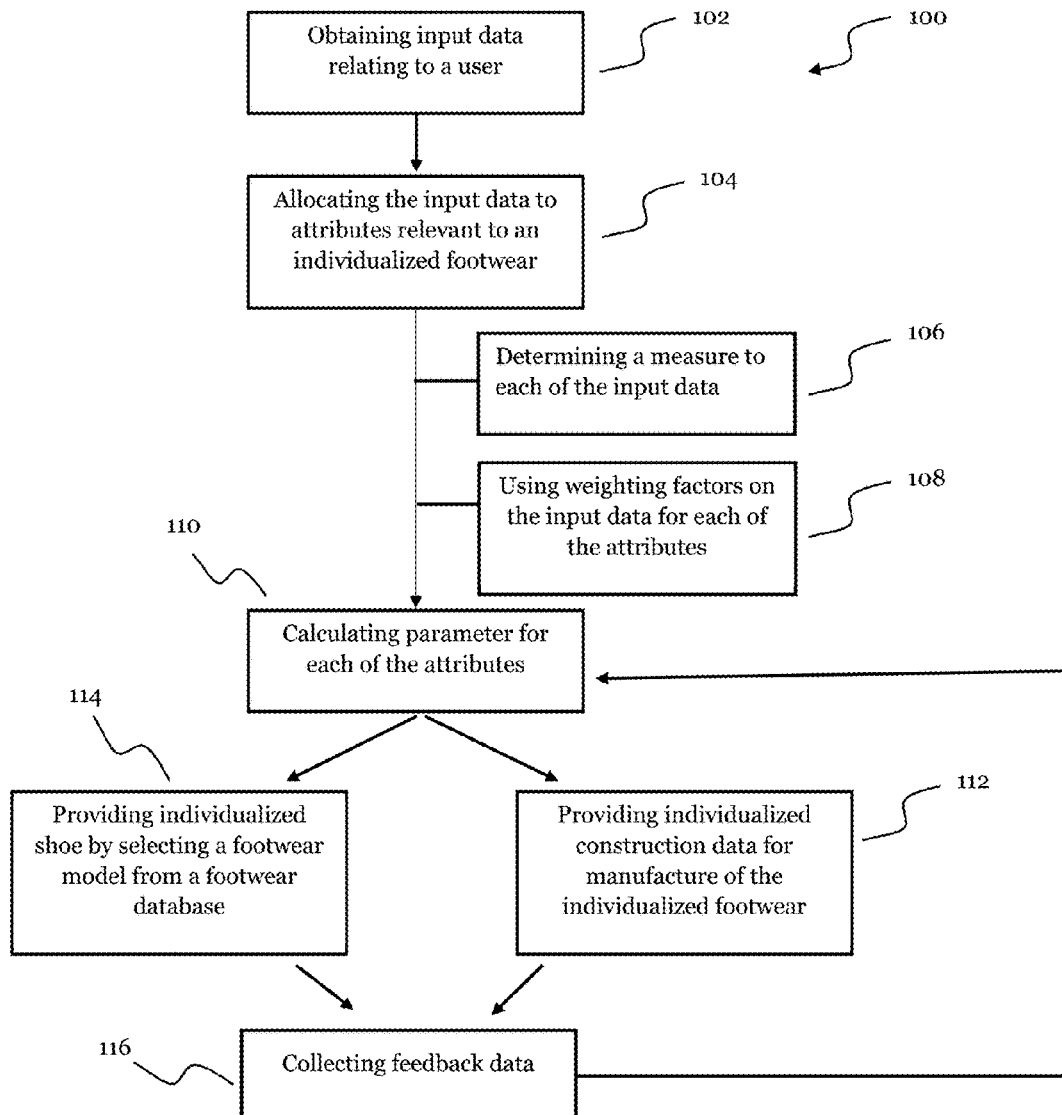 Obtaining input data
relating to a user
102
100
Allocating the input data to
attributes relevant to an
individualized footwear
104
Determining a measure to
each of the input data
106
Using weighting factors on
the input data for each of
the attributes
108
110
Calculating parameter for
each of the attributes
114
Providing individualized
shoe by selecting a footwear
model from a footwear
database
Providing individualized
construction data for
manufacture of the
individualized footwear
112
116
Collecting feedback data